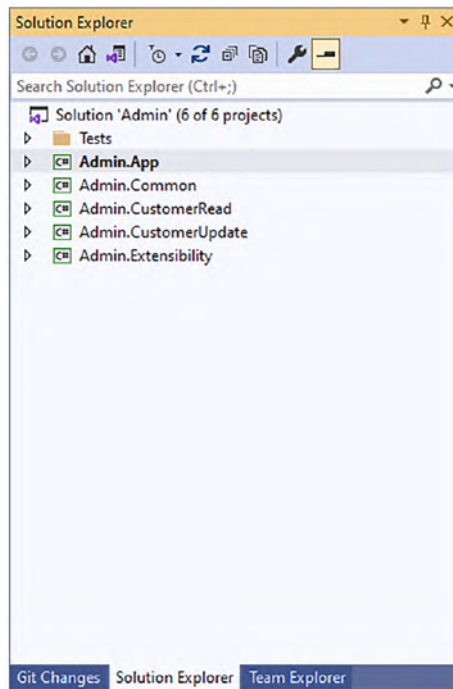 Solution Explorer
Search Solution Explorer (Ctrl+;)
Solution 'Admin' (6 of 6 projects)
Tests
C# Admin.App
C# Admin.Common
C# Admin.CustomerRead
C# Admin.CustomerUpdate
C# Admin.Extensibility
Git Changes Solution Explorer Team Explorer